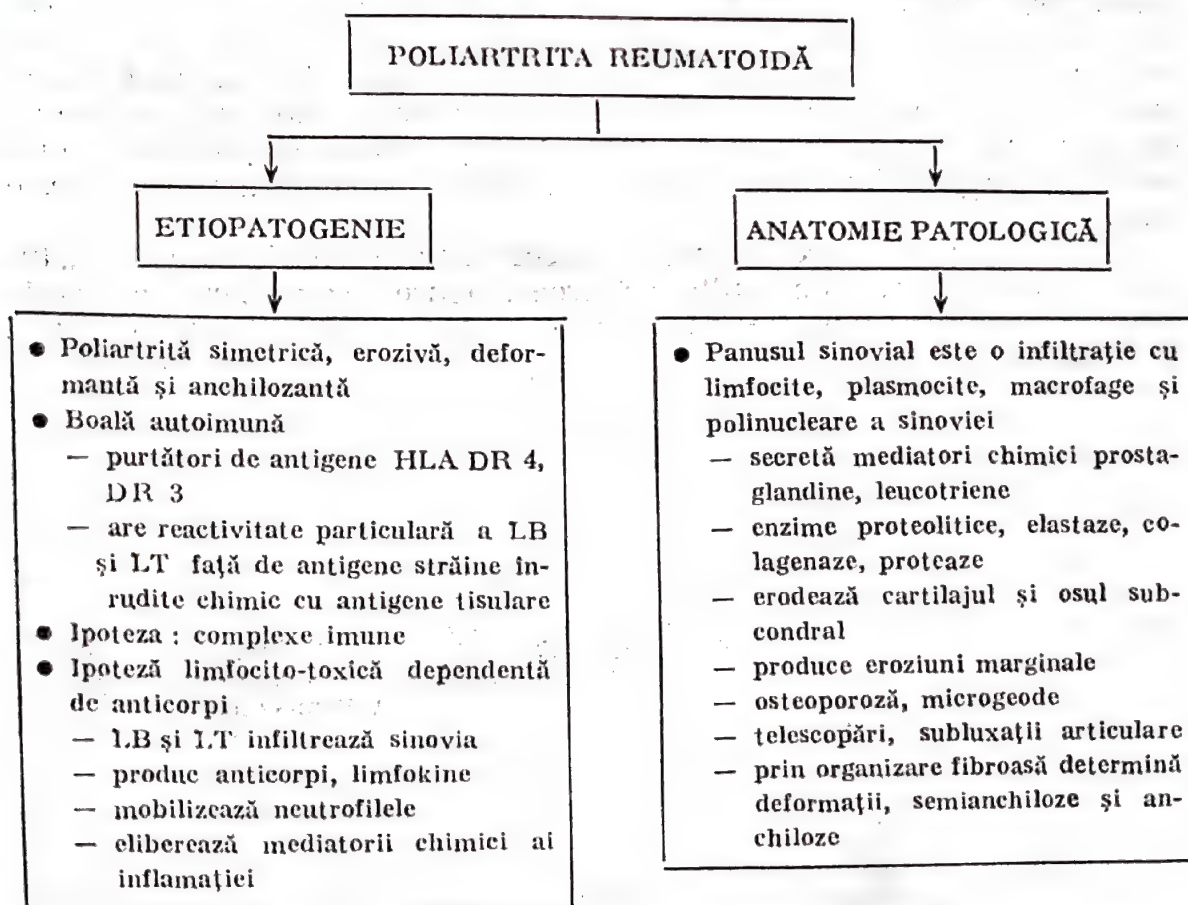 POLIARTRITA REUMATOIDĂ
ETIOPATOGENIE
● Poliartrită simetrică, erozivă, defor-
mantă și anchilozantă
● Boală autoimună
— purtători de antigene HLA DR 4,
DR 3
— are reactivitate particulară a LB
și LT față de antigene străine în-
rudite chimic cu antigene tisulare
● Ipoteza : complexe imune
● Ipoteză limfocito-toxică dependentă
de anticorpi
— LB și LT infiltrează sinovia
— produc anticorpi, limfokine
— mobilizează neutrofilele
— eliberează mediatorii chimici ai
inflamației
ANATOMIE PATOLOGICĂ
● Panusul sinovial este o infiltrație cu
limfocite, plasmocite, macrofage și
polinucleare a sinoviei
— secretă mediatori chimici prosta-
glandine, leucotriene
— enzime proteolitice, elastaze, co-
lagenaze, proteaze
— erodează cartilajul și osul sub-
condral
— produce eroziuni marginale
— osteoporoză, microgeode
— telescopări, subluxații articulare
— prin organizare fibroasă determină
deformații, semianchiloze și an-
chiloze